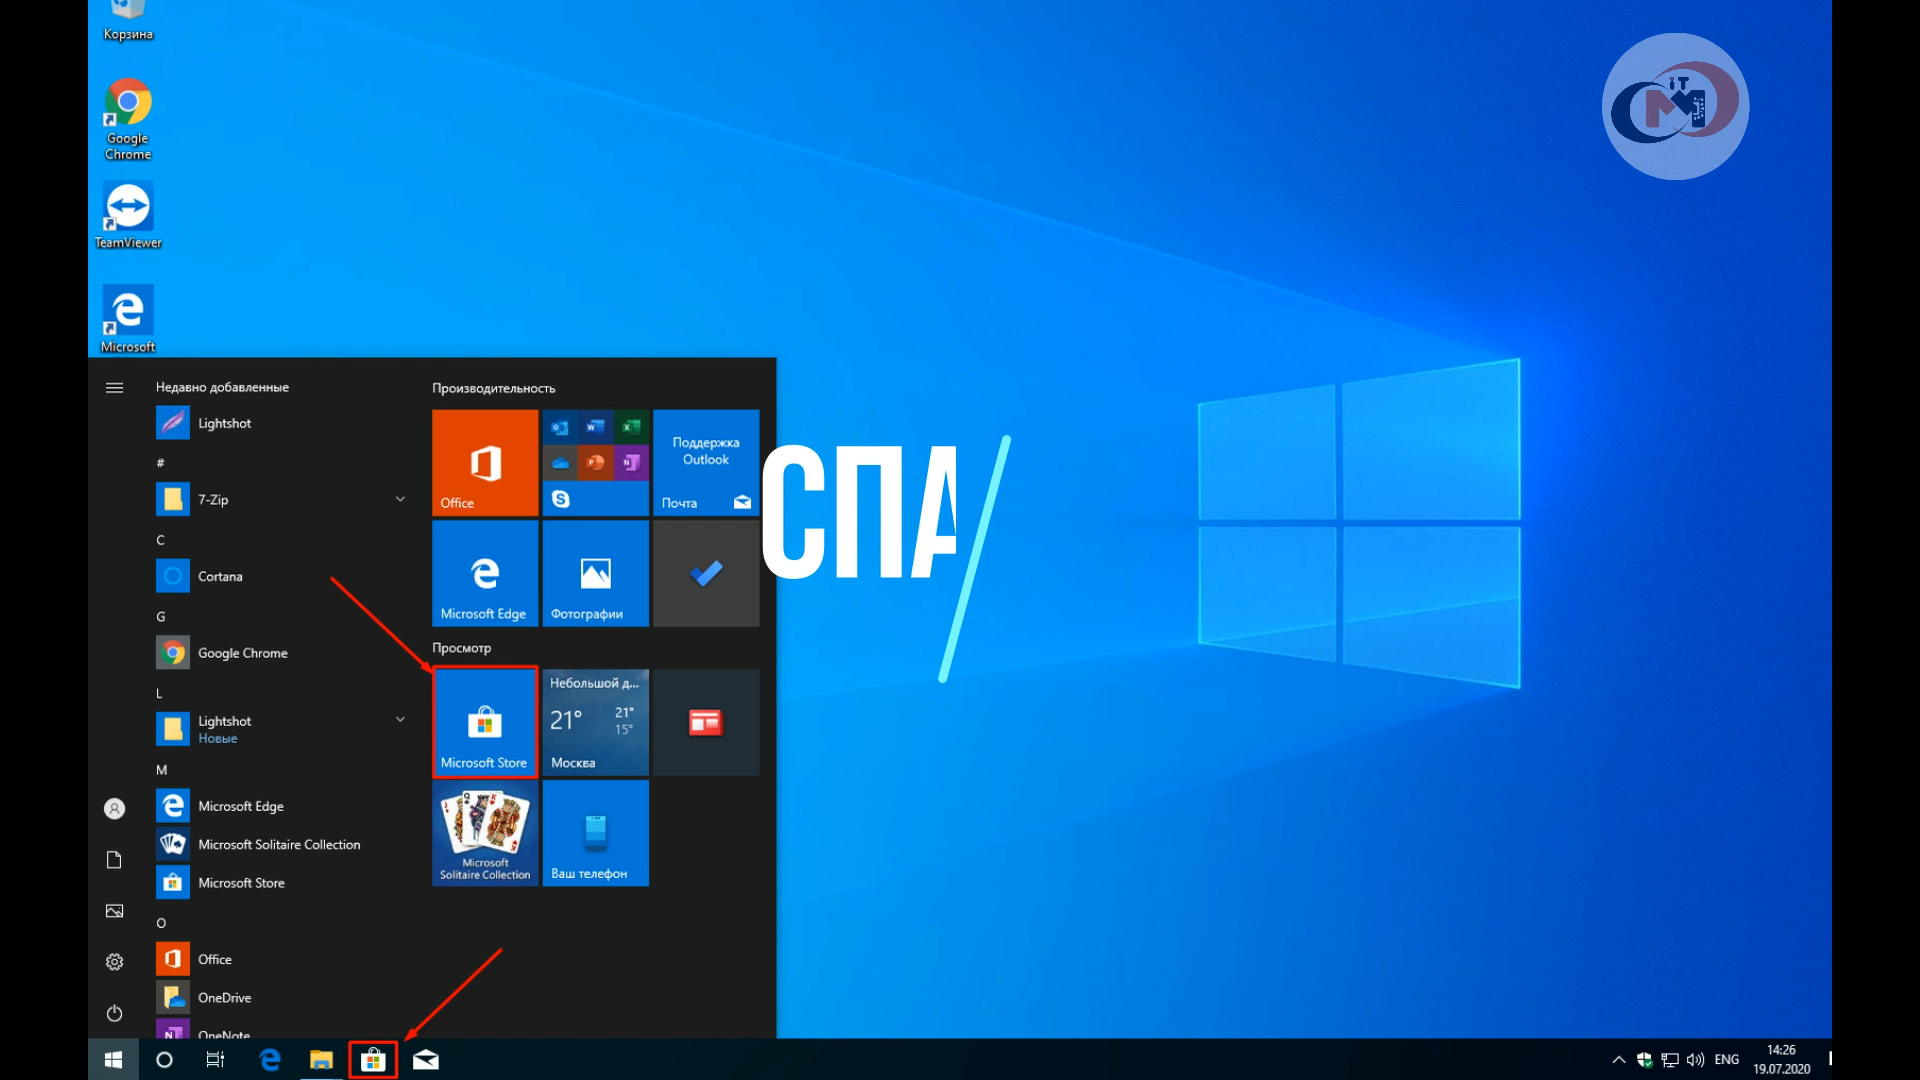 Корзина
Google
Chrome
TeamViewer
Microsoft
Недавно добавленные
Lightshot
#
7-Zip
C
Cortana
G
Google Chrome
L
Lightshot
Новые
M
Microsoft Edge
Microsoft Solitaire Collection
Microsoft Store
O
Office
OneDrive
OneNote
Производительность
Office
Поддержка
Outlook
Почта
Microsoft Edge
Фотографии
Просмотр
Microsoft Store
Небольшой д...
21°
21°
15°
Москва
Microsoft
Solitaire Collection
Ваш телефон
СПА
IT
M
ENG
14:26
19.07.2020